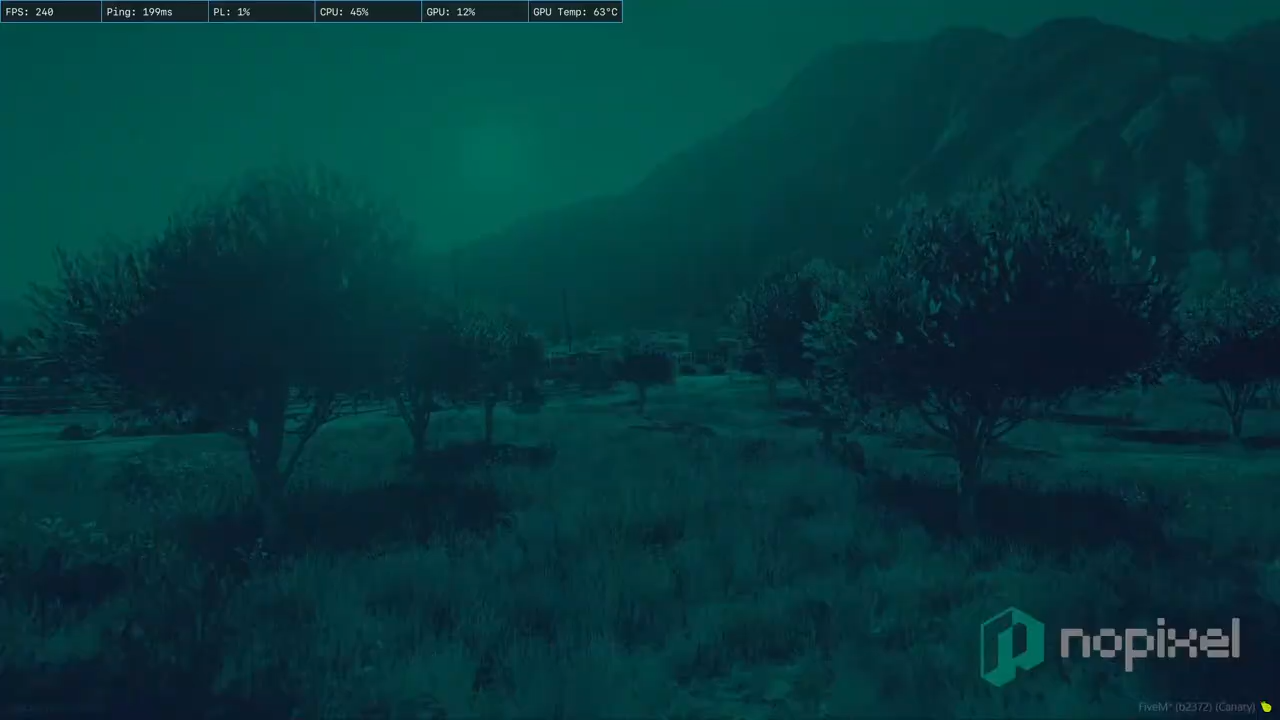 FPS: 240 Ping: 199ms PL: 1% CPU: 45% GPU: 12% GPU Temp: 63°C
nopixel
FiveM* (b2372) (Canary)